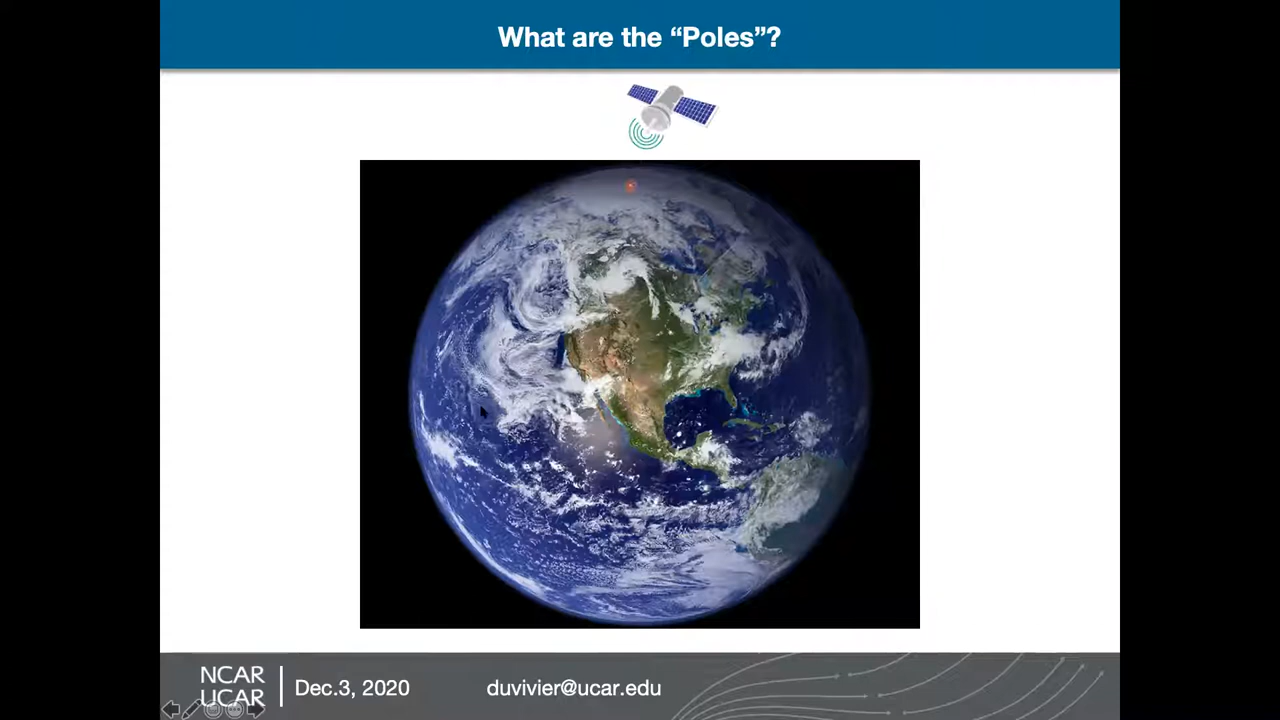 What are the “Poles”?
NCAR
UCAR
Dec.3, 2020
duvivier@ucar.edu